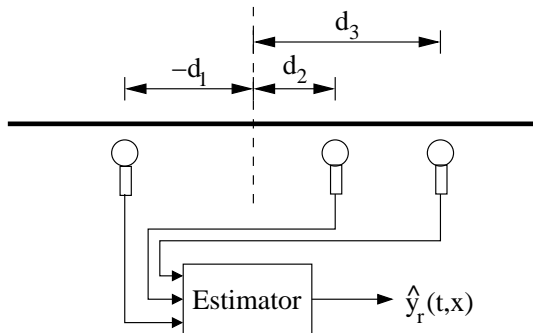 d₃
−d₁ d₂
Estimator ŷᵣ(t,x)